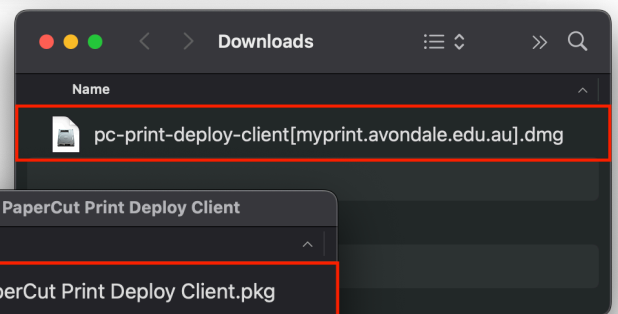 Downloads
Name
pc-print-deploy-client[myprint.avondale.edu.au].dmg
PaperCut Print Deploy Client
perCut Print Deploy Client.pkg